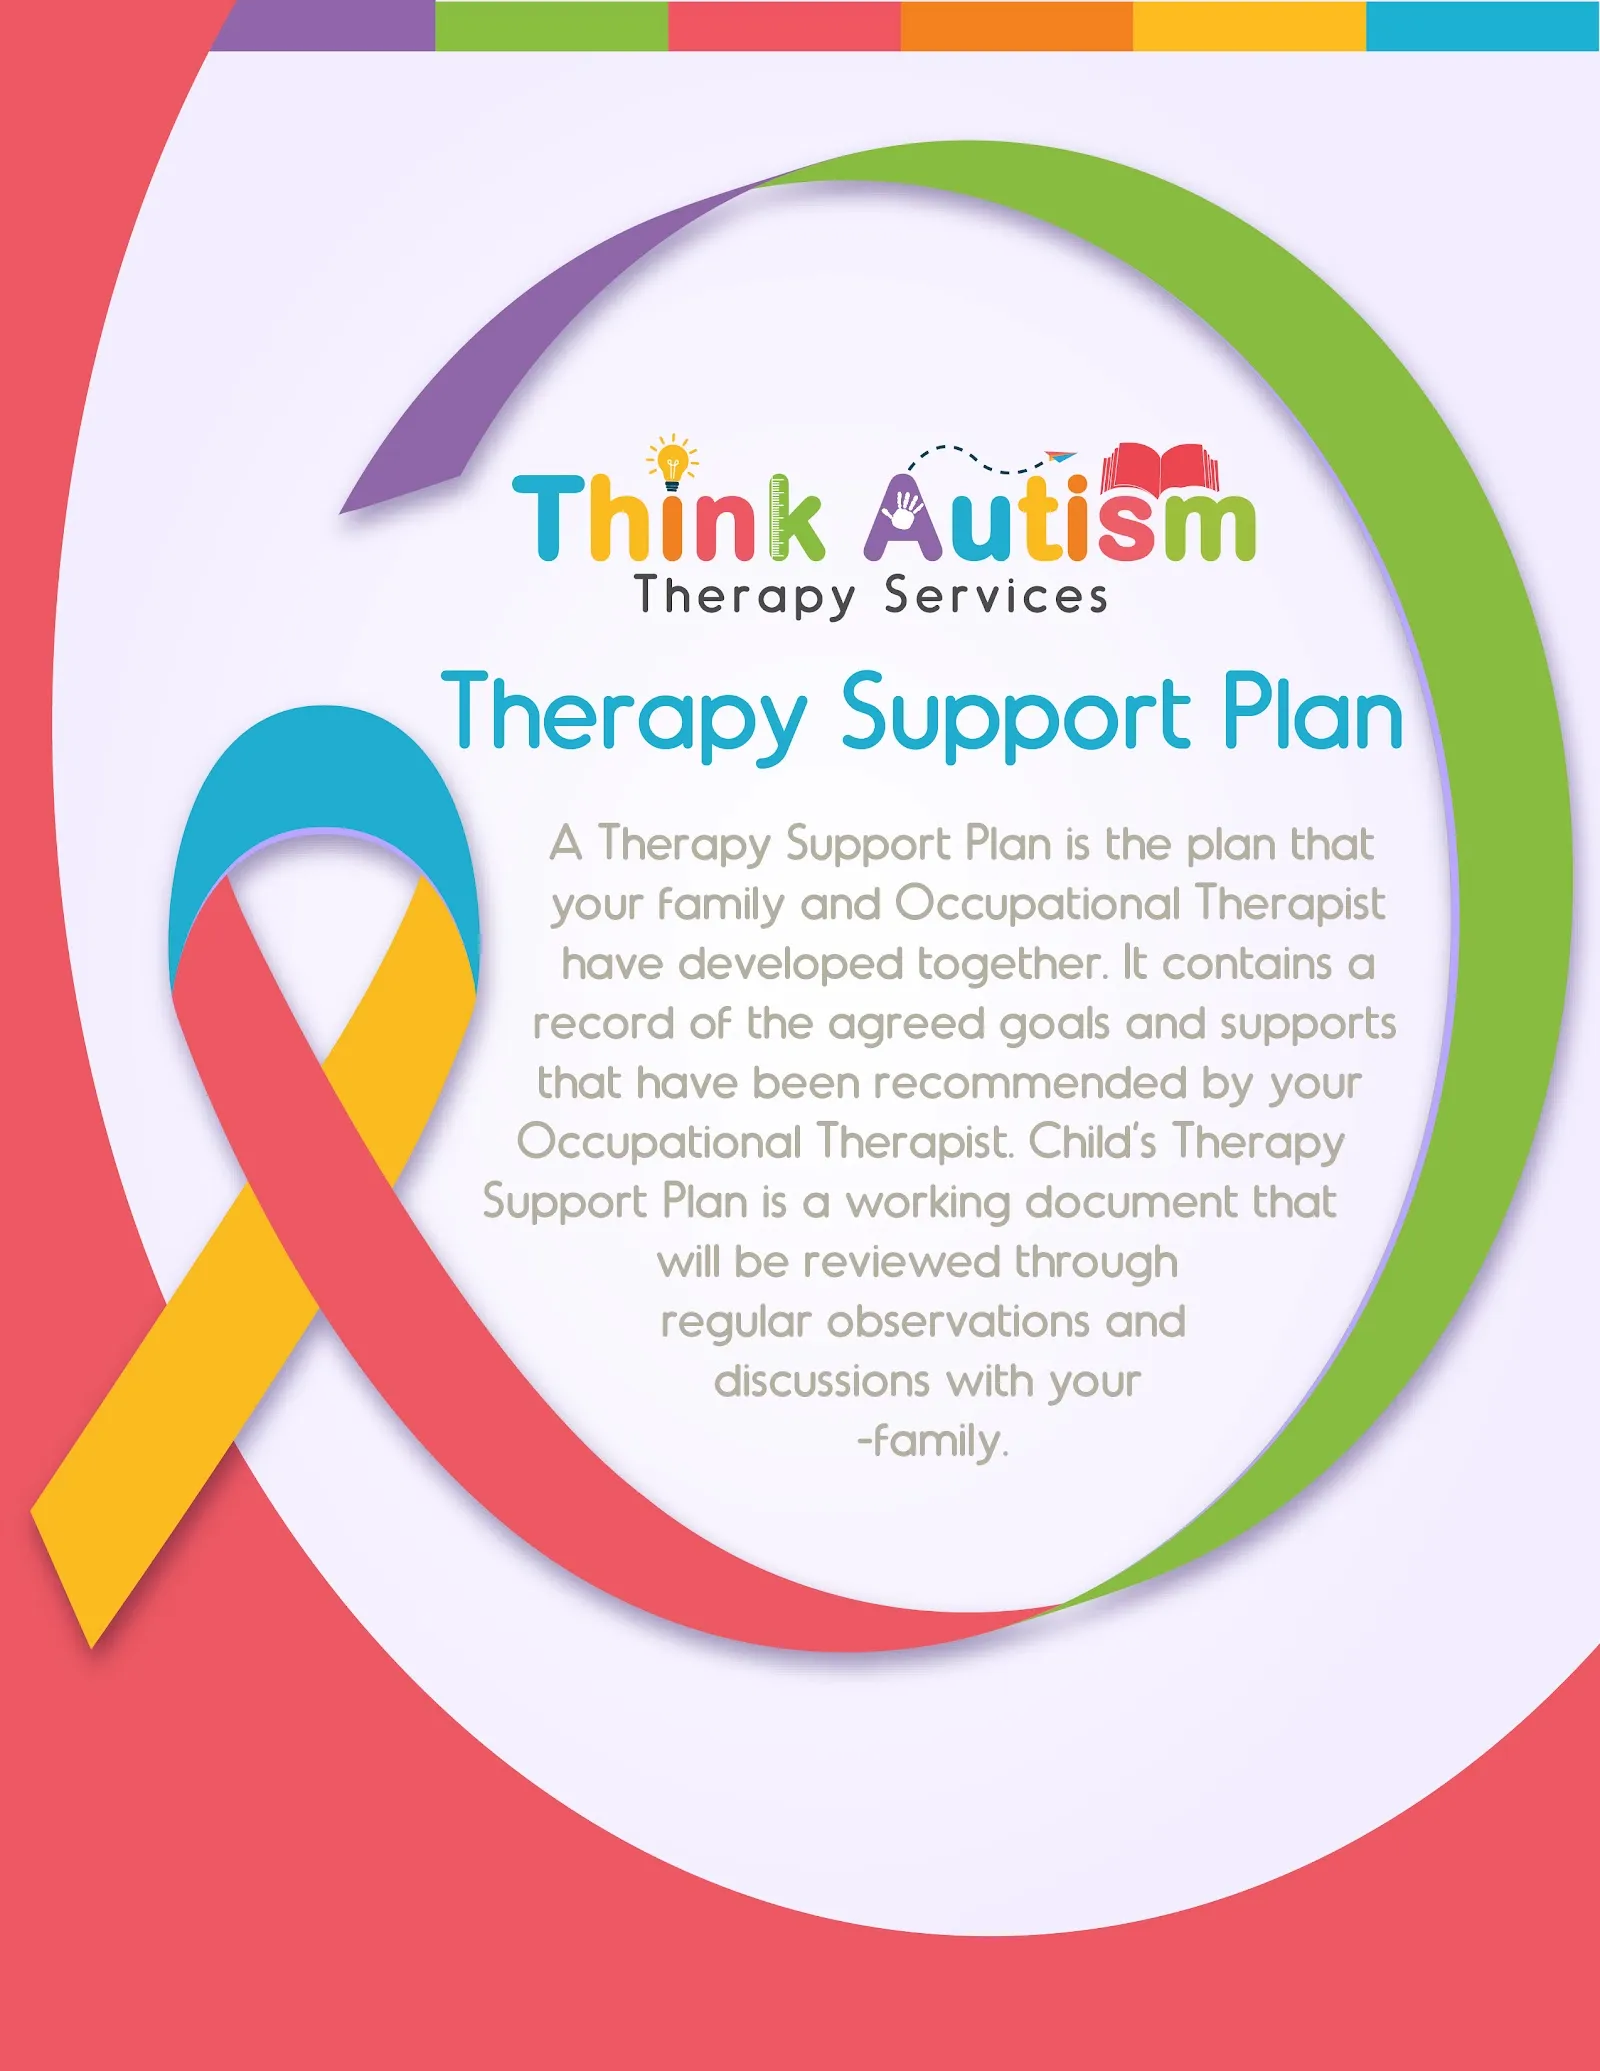 Think Autism
Therapy Services
Therapy Support Plan
A Therapy Support Plan is the plan that
your family and Occupational Therapist
have developed together. It contains a
record of the agreed goals and supports
that have been recommended by your
Occupational Therapist. Child's Therapy
Support Plan is a working document that
will be reviewed through
regular observations and
discussions with your
-family.